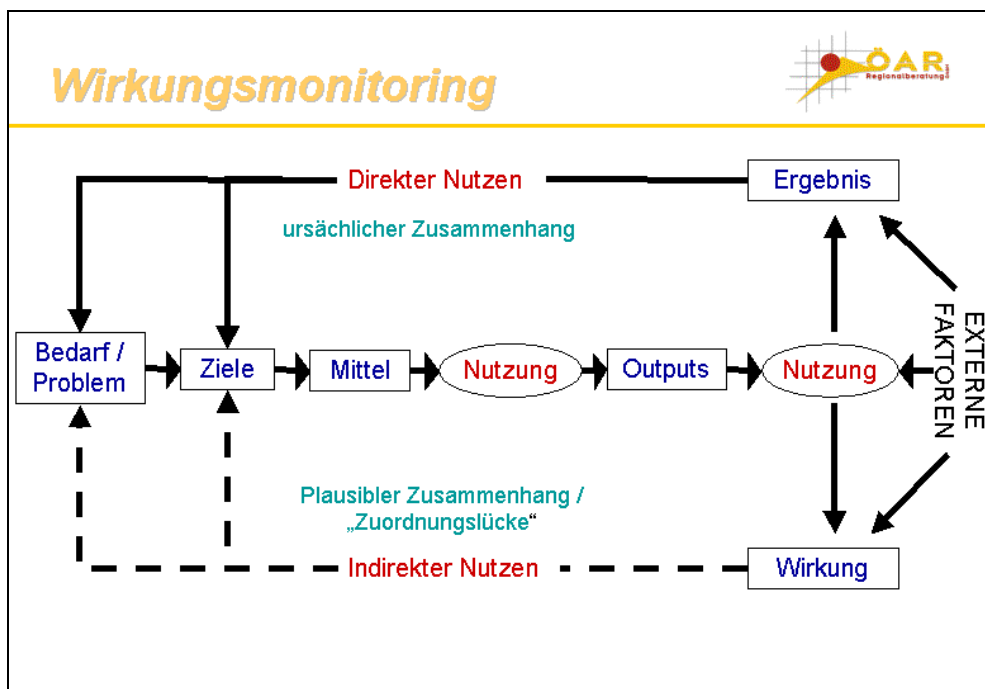 Wirkungsmonitoring
ÖAR
Regionalberatung
GmbH
Direkter Nutzen
Ergebnis
ursächlicher Zusammenhang
Bedarf /
Problem
Ziele
Mittel
Nutzung
Outputs
Nutzung
EXTERNE
FAKTOREN
Plausibler Zusammenhang /
„Zuordnungslücke“
Indirekter Nutzen
Wirkung